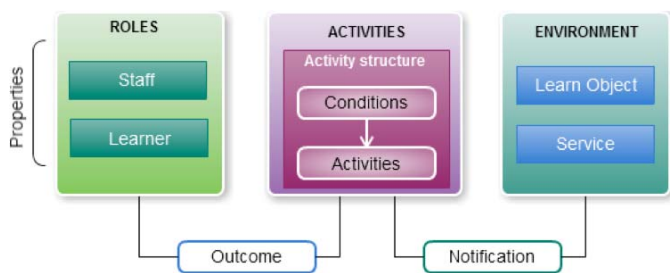 ROLES
ACTIVITIES
ENVIRONMENT
Properties
Staff
Learner
Activity structure
Conditions
Activities
Learn Object
Service
Outcome
Notification